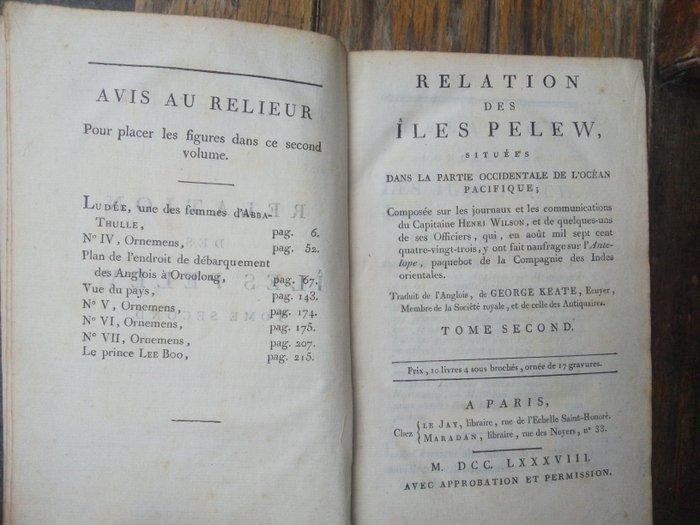 AVIS AU RELIEUR
Pour placer les figures dans ce second
volume.
LUDÉE, une des femmes d'ABBA-
THULLE, pag. 6.
Nº IV, Ornemens, pag. 52.
Plan de l'endroit de débarquement
des Anglois à Oroolong, pag. 67.
Vue du pays, pag. 143.
Nº V, Ornemens, pag. 174.
Nº VI, Ornemens, pag. 175.
Nº VII, Ornemens, pag. 207.
Le prince LEE BOO, pag. 215.
RELATION
DES
ÎLES PELEW,
SITUÉES
DANS LA PARTIE OCCIDENTALE DE L'OCÉAN
PACIFIQUE;
Composée sur les journaux et les communications
du Capitaine HENRI WILSON, et de quelques-uns
de ses Officiers, qui, en août mil sept cent
quatre-vingt-trois, y ont fait naufrage sur l'Ante-
lope, paquebot de la Compagnie des Indes
orientales.
Traduit de l'Anglois, de GEORGE KEATE, Ecuyer,
Membre de la Société royale, et de celle des Antiquaires.
TOME SECOND.
Prix, 10 livres 4 sous brochés, ornée de 17 gravures.
A PARIS,
Chez { LE JAY, libraire, rue de l'Echelle Saint-Honoré.
MARADAN, libraire, rue des Noyers, nº 33.
M. DCC. LXXXVIII.
AVEC APPROBATION ET PERMISSION.